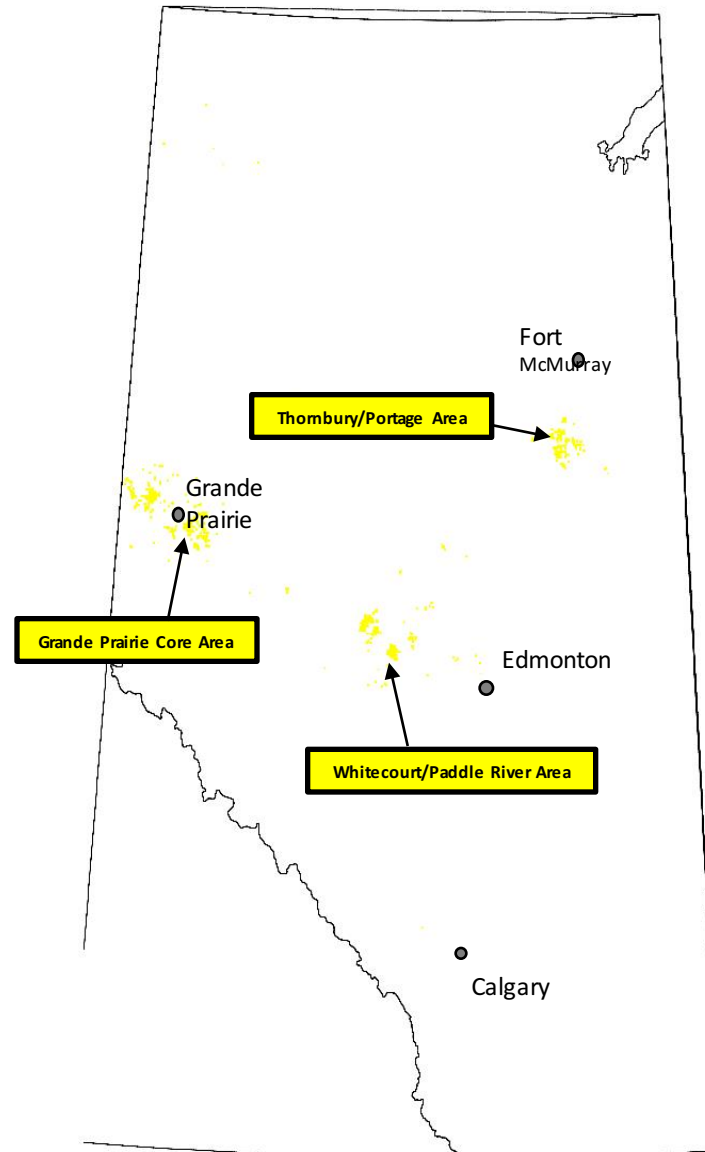 Fort
McMurray
Thornbury/Portage Area
Grande
Prairie
Grande Prairie Core Area
Edmonton
Whitecourt/Paddle River Area
Calgary